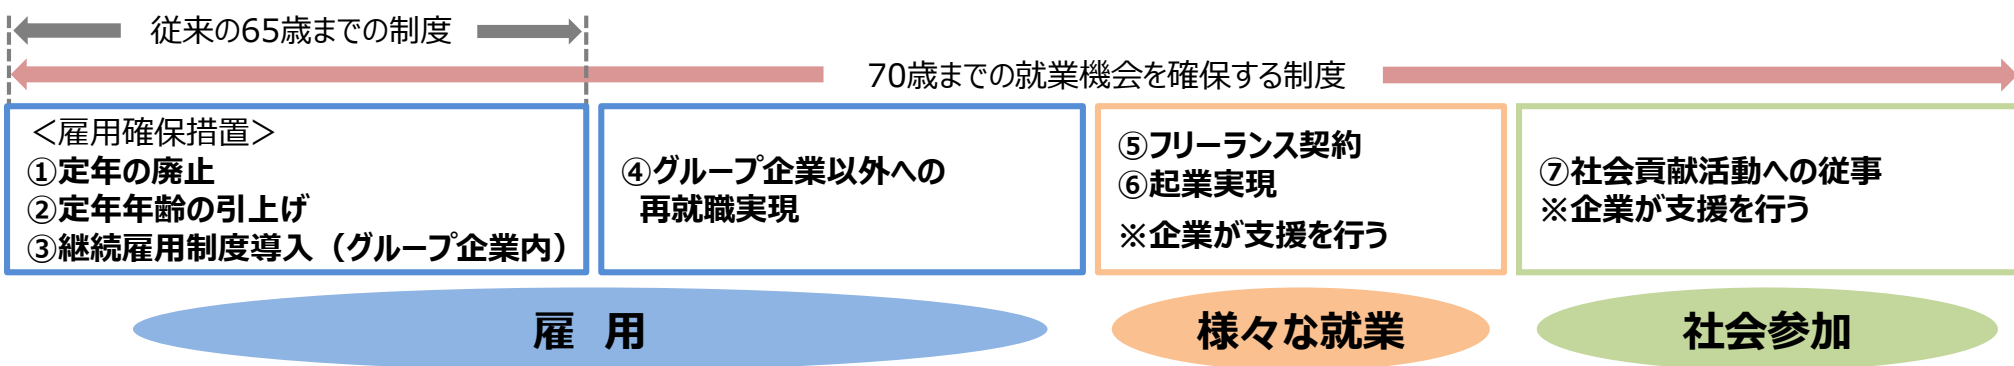 従来の65歳までの制度
70歳までの就業機会を確保する制度
＜雇用確保措置＞
①定年の廃止
②定年年齢の引上げ
③継続雇用制度導入（グループ企業内）
④グループ企業以外への
再就職実現
⑤フリーランス契約
⑥起業実現
※企業が支援を行う
⑦社会貢献活動への従事
※企業が支援を行う
雇 用
様々な就業
社会参加